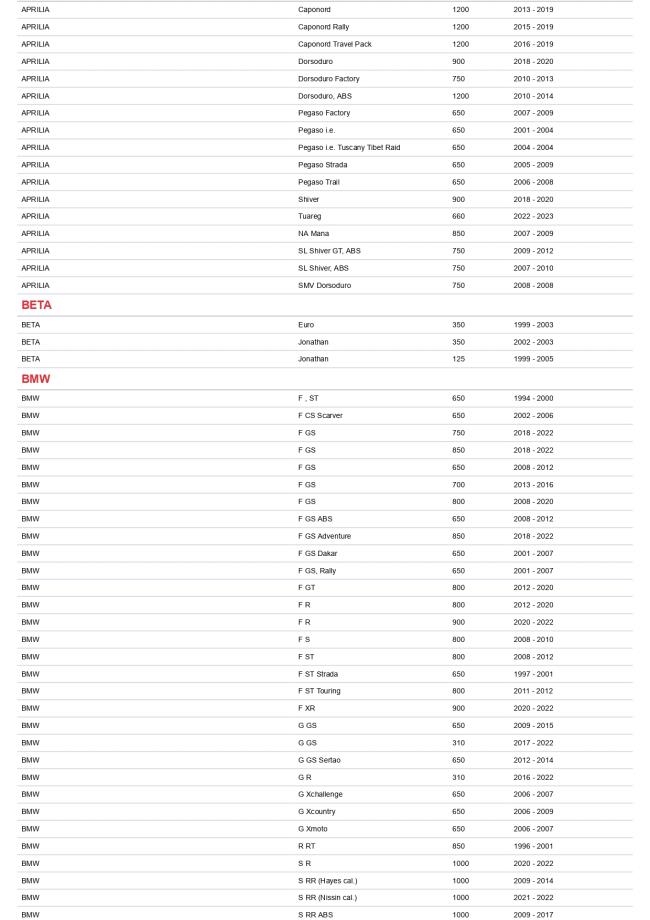 APRILIA Caponord 1200 2013 - 2019
APRILIA Caponord Rally 1200 2015 - 2019
APRILIA Caponord Travel Pack 1200 2016 - 2019
APRILIA Dorsoduro 900 2018 - 2020
APRILIA Dorsoduro Factory 750 2010 - 2013
APRILIA Dorsoduro, ABS 1200 2010 - 2014
APRILIA Pegaso Factory 650 2007 - 2009
APRILIA Pegaso i.e. 650 2001 - 2004
APRILIA Pegaso i.e. Tuscany Tibet Raid 650 2004 - 2004
APRILIA Pegaso Strada 650 2005 - 2009
APRILIA Pegaso Trail 650 2006 - 2008
APRILIA Shiver 900 2018 - 2020
APRILIA Tuareg 660 2022 - 2023
APRILIA NA Mana 850 2007 - 2009
APRILIA SL Shiver GT, ABS 750 2009 - 2012
APRILIA SL Shiver, ABS 750 2007 - 2010
APRILIA SMV Dorsoduro 750 2008 - 2008
BETA
BETA Euro 350 1999 - 2003
BETA Jonathan 350 2002 - 2003
BETA Jonathan 125 1999 - 2005
BMW
BMW F , ST 650 1994 - 2000
BMW F CS Scarver 650 2002 - 2006
BMW F GS 750 2018 - 2022
BMW F GS 850 2018 - 2022
BMW F GS 650 2008 - 2012
BMW F GS 700 2013 - 2016
BMW F GS 800 2008 - 2020
BMW F GS ABS 650 2008 - 2012
BMW F GS Adventure 850 2018 - 2022
BMW F GS Dakar 650 2001 - 2007
BMW F GS, Rally 650 2001 - 2007
BMW F GT 800 2012 - 2020
BMW F R 800 2012 - 2020
BMW F R 900 2020 - 2022
BMW F S 800 2008 - 2010
BMW F ST 800 2008 - 2012
BMW F ST Strada 650 1997 - 2001
BMW F ST Touring 800 2011 - 2012
BMW F XR 900 2020 - 2022
BMW G GS 650 2009 - 2015
BMW G GS 310 2017 - 2022
BMW G GS Sertao 650 2012 - 2014
BMW G R 310 2016 - 2022
BMW G Xchallenge 650 2006 - 2007
BMW G Xcountry 650 2006 - 2009
BMW G Xmoto 650 2006 - 2007
BMW R RT 850 1996 - 2001
BMW S R 1000 2020 - 2022
BMW S RR (Hayes cal.) 1000 2009 - 2014
BMW S RR (Nissin cal.) 1000 2021 - 2022
BMW S RR ABS 1000 2009 - 2017